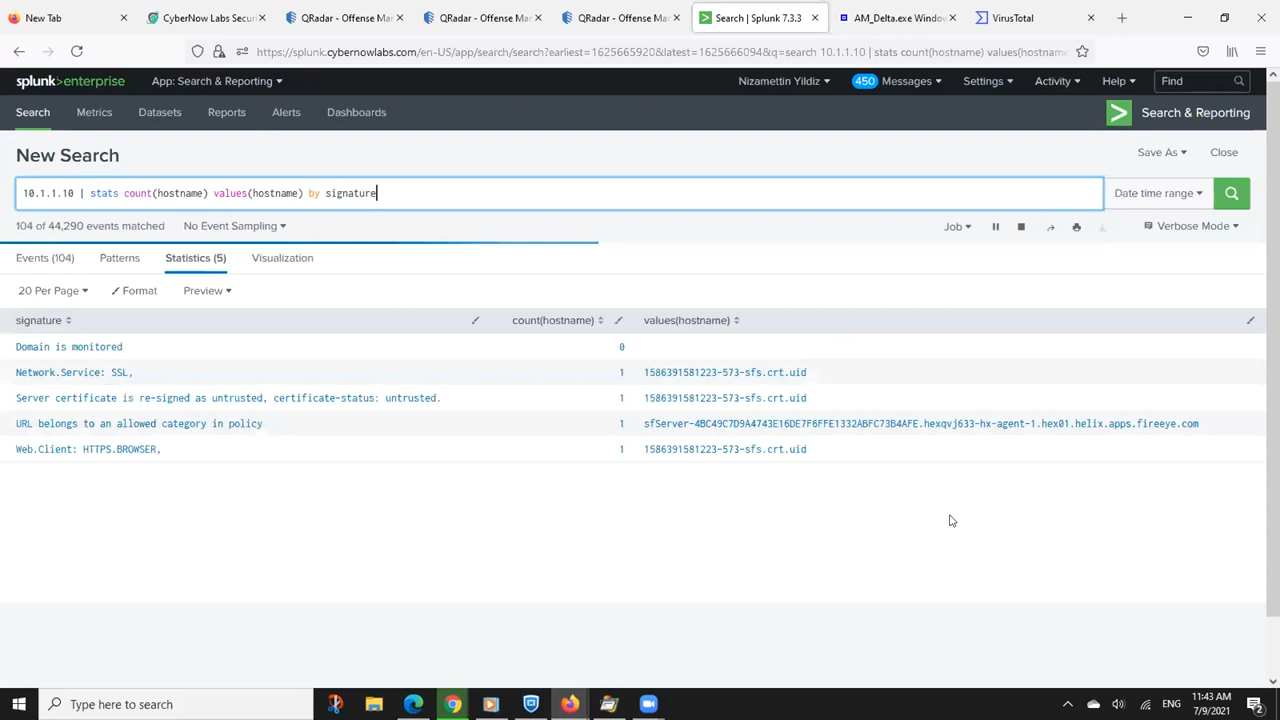 New Tab
CyberNow Labs Securi
QRadar - Offense Mar
QRadar - Offense Mar
QRadar - Offense Mar
Search | Splunk 7.3.3
AM_Delta.exe Window
VirusTotal
https://splunk.cybernowlabs.com/en-US/app/search/search?earliest=1625665920&latest=1625666094&q=search 10.1.1.10 | stats count(hostname) values(hostname
splunk>enterprise
App: Search & Reporting
Nizamettin Yildiz
450 Messages
Settings
Activity
Help
Find
Search
Metrics
Datasets
Reports
Alerts
Dashboards
> Search & Reporting
New Search
Save As
Close
10.1.1.10 | stats count(hostname) values(hostname) by signature
Date time range
104 of 44,290 events matched
No Event Sampling
Job
Verbose Mode
Events (104)
Patterns
Statistics (5)
Visualization
20 Per Page
Format
Preview
signature
count(hostname)
values(hostname)
Domain is monitored 0
Network.Service: SSL, 1 1586391581223-573-sfs.crt.uid
Server certificate is re-signed as untrusted, certificate-status: untrusted. 1 1586391581223-573-sfs.crt.uid
URL belongs to an allowed category in policy 1 sfServer-4BC49C7D9A4743E16DE7F6FFE1332ABFC73B4AFE.hexqvj633-hx-agent-1.hex01.helix.apps.fireeye.com
Web.Client: HTTPS.BROWSER, 1 1586391581223-573-sfs.crt.uid
Type here to search
ENG
11:43 AM
7/9/2021
2